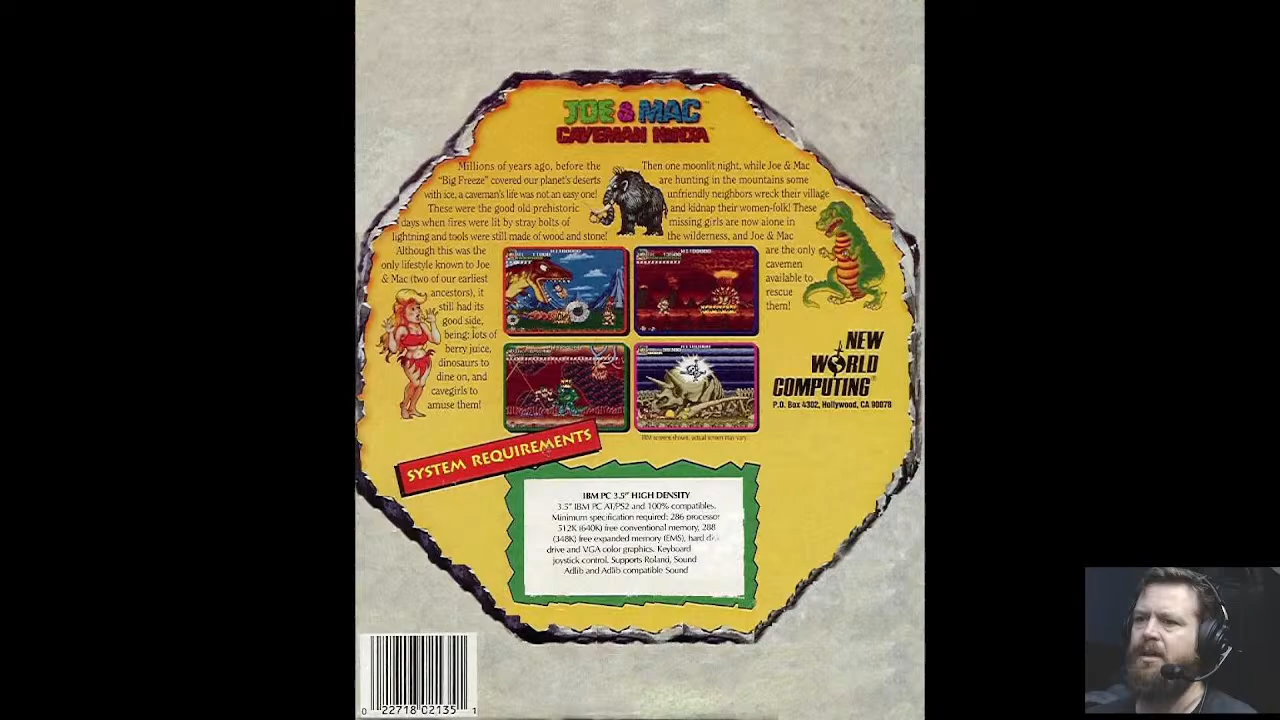 JOE & MAC™
CAVEMAN NINJA™
Millions of years ago, before the
"Big Freeze" covered our planet's deserts
with ice, a caveman's life was not an easy one!
These were the good old prehistoric
days when fires were lit by stray bolts of
lightning and tools were still made of wood and stone!
Although this was the
only lifestyle known to Joe
& Mac (two of our earliest
ancestors), it
still had its
good side,
being: lots of
berry juice,
dinosaurs to
dine on, and
cavegirls to
amuse them!
Then one moonlit night, while Joe & Mac
are hunting in the mountains some
unfriendly neighbors wreck their village
and kidnap their women-folk! These
missing girls are now alone in
the wilderness, and Joe & Mac
are the only
cavemen
available to
rescue
them!
NEW
WORLD
COMPUTING®
P.O. Box 4302, Hollywood, CA 90078
IBM screens shown, actual screen may vary.
SYSTEM REQUIREMENTS
IBM PC 3.5" HIGH DENSITY
3.5" IBM PC AT/PS2 and 100% compatibles.
Minimum specification required: 286 processor
512K (640K) free conventional memory, 288
(348K) free expanded memory (EMS), hard
drive and VGA color graphics. Keyboard
joystick control. Supports Roland, Sound
Adlib and Adlib compatible Sound
0 22718 02135 1